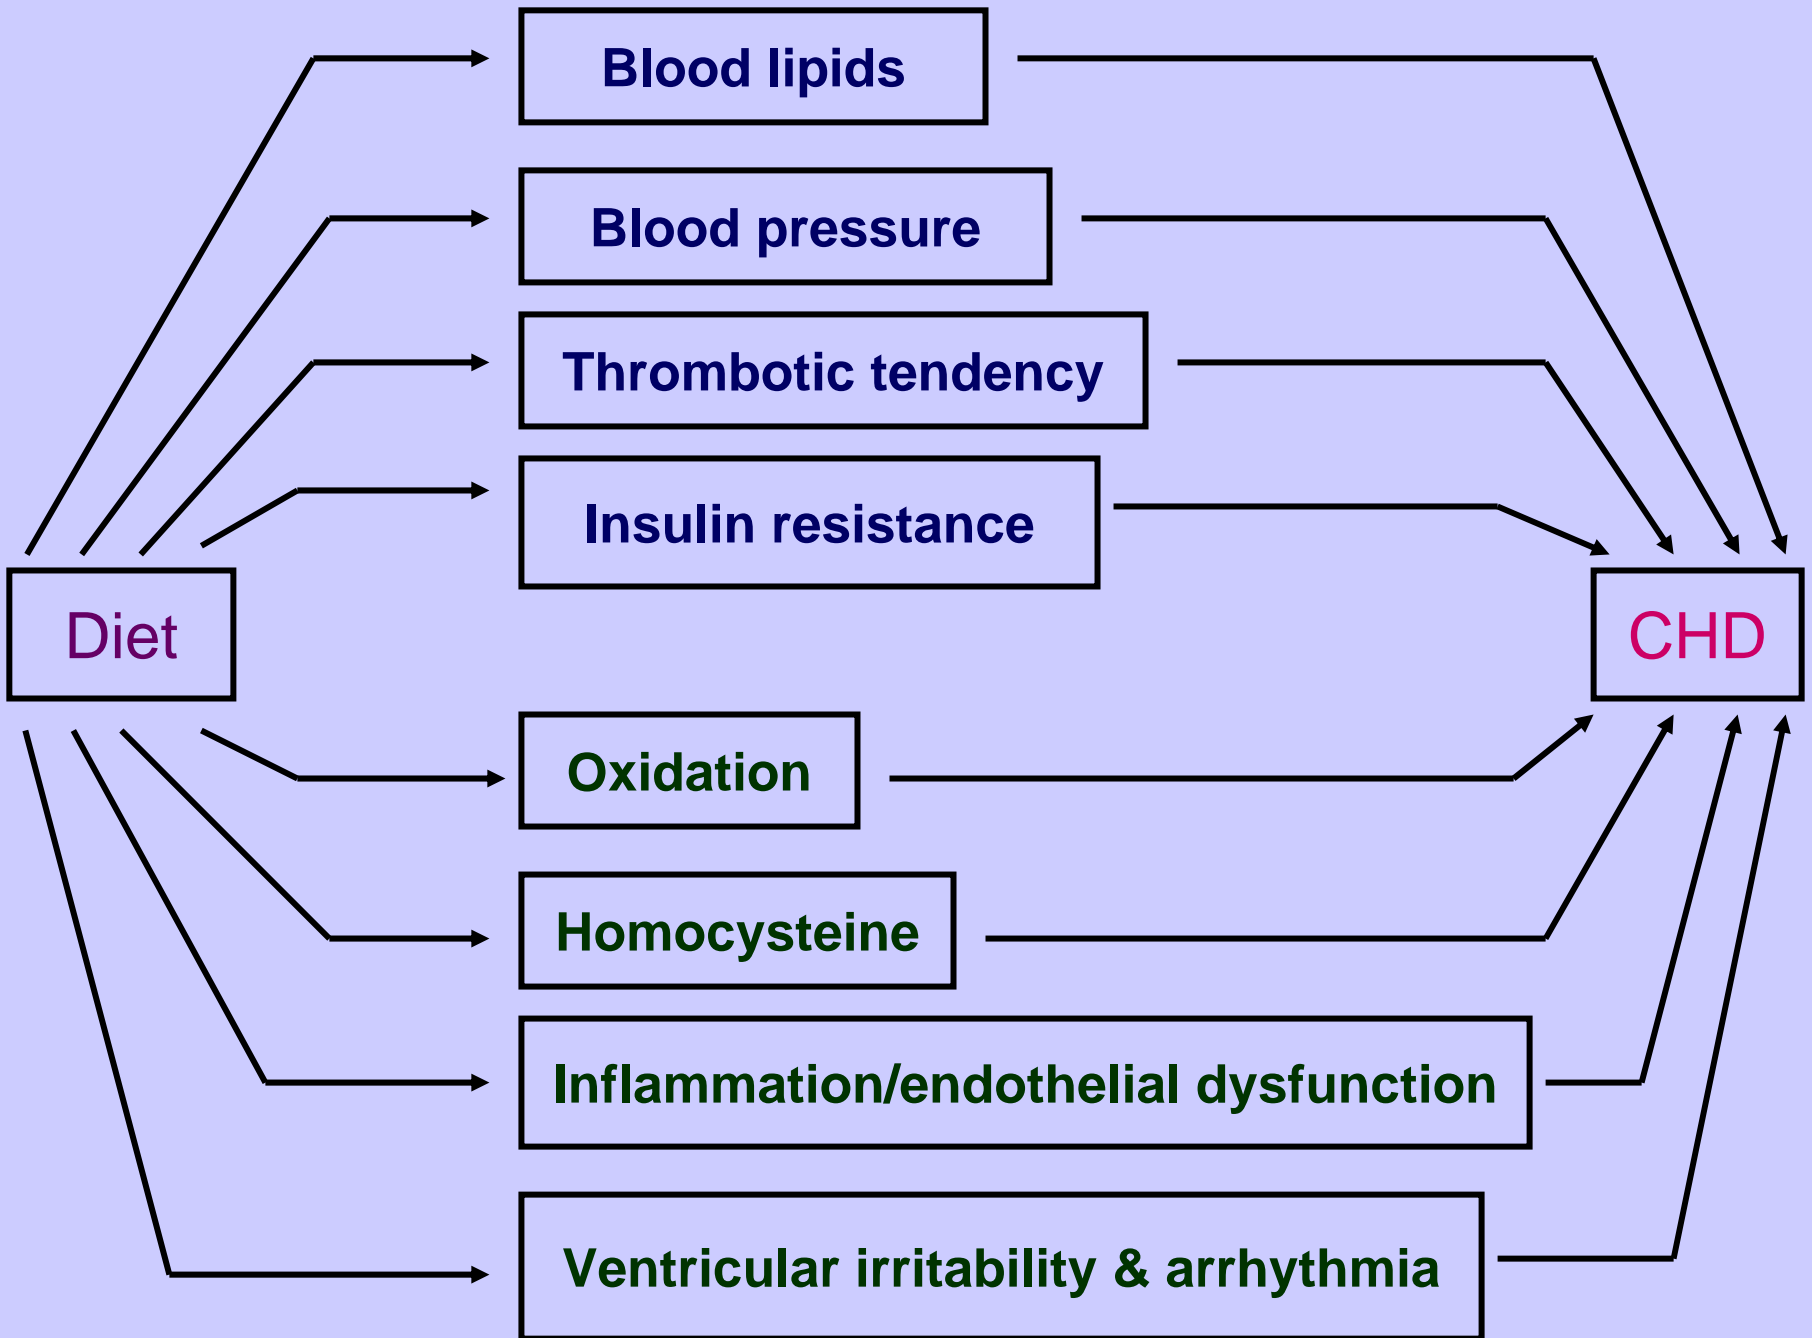 Blood lipids
Blood pressure
Thrombotic tendency
Insulin resistance
Diet
CHD
Oxidation
Homocysteine
Inflammation/endothelial dysfunction
Ventricular irritability & arrhythmia